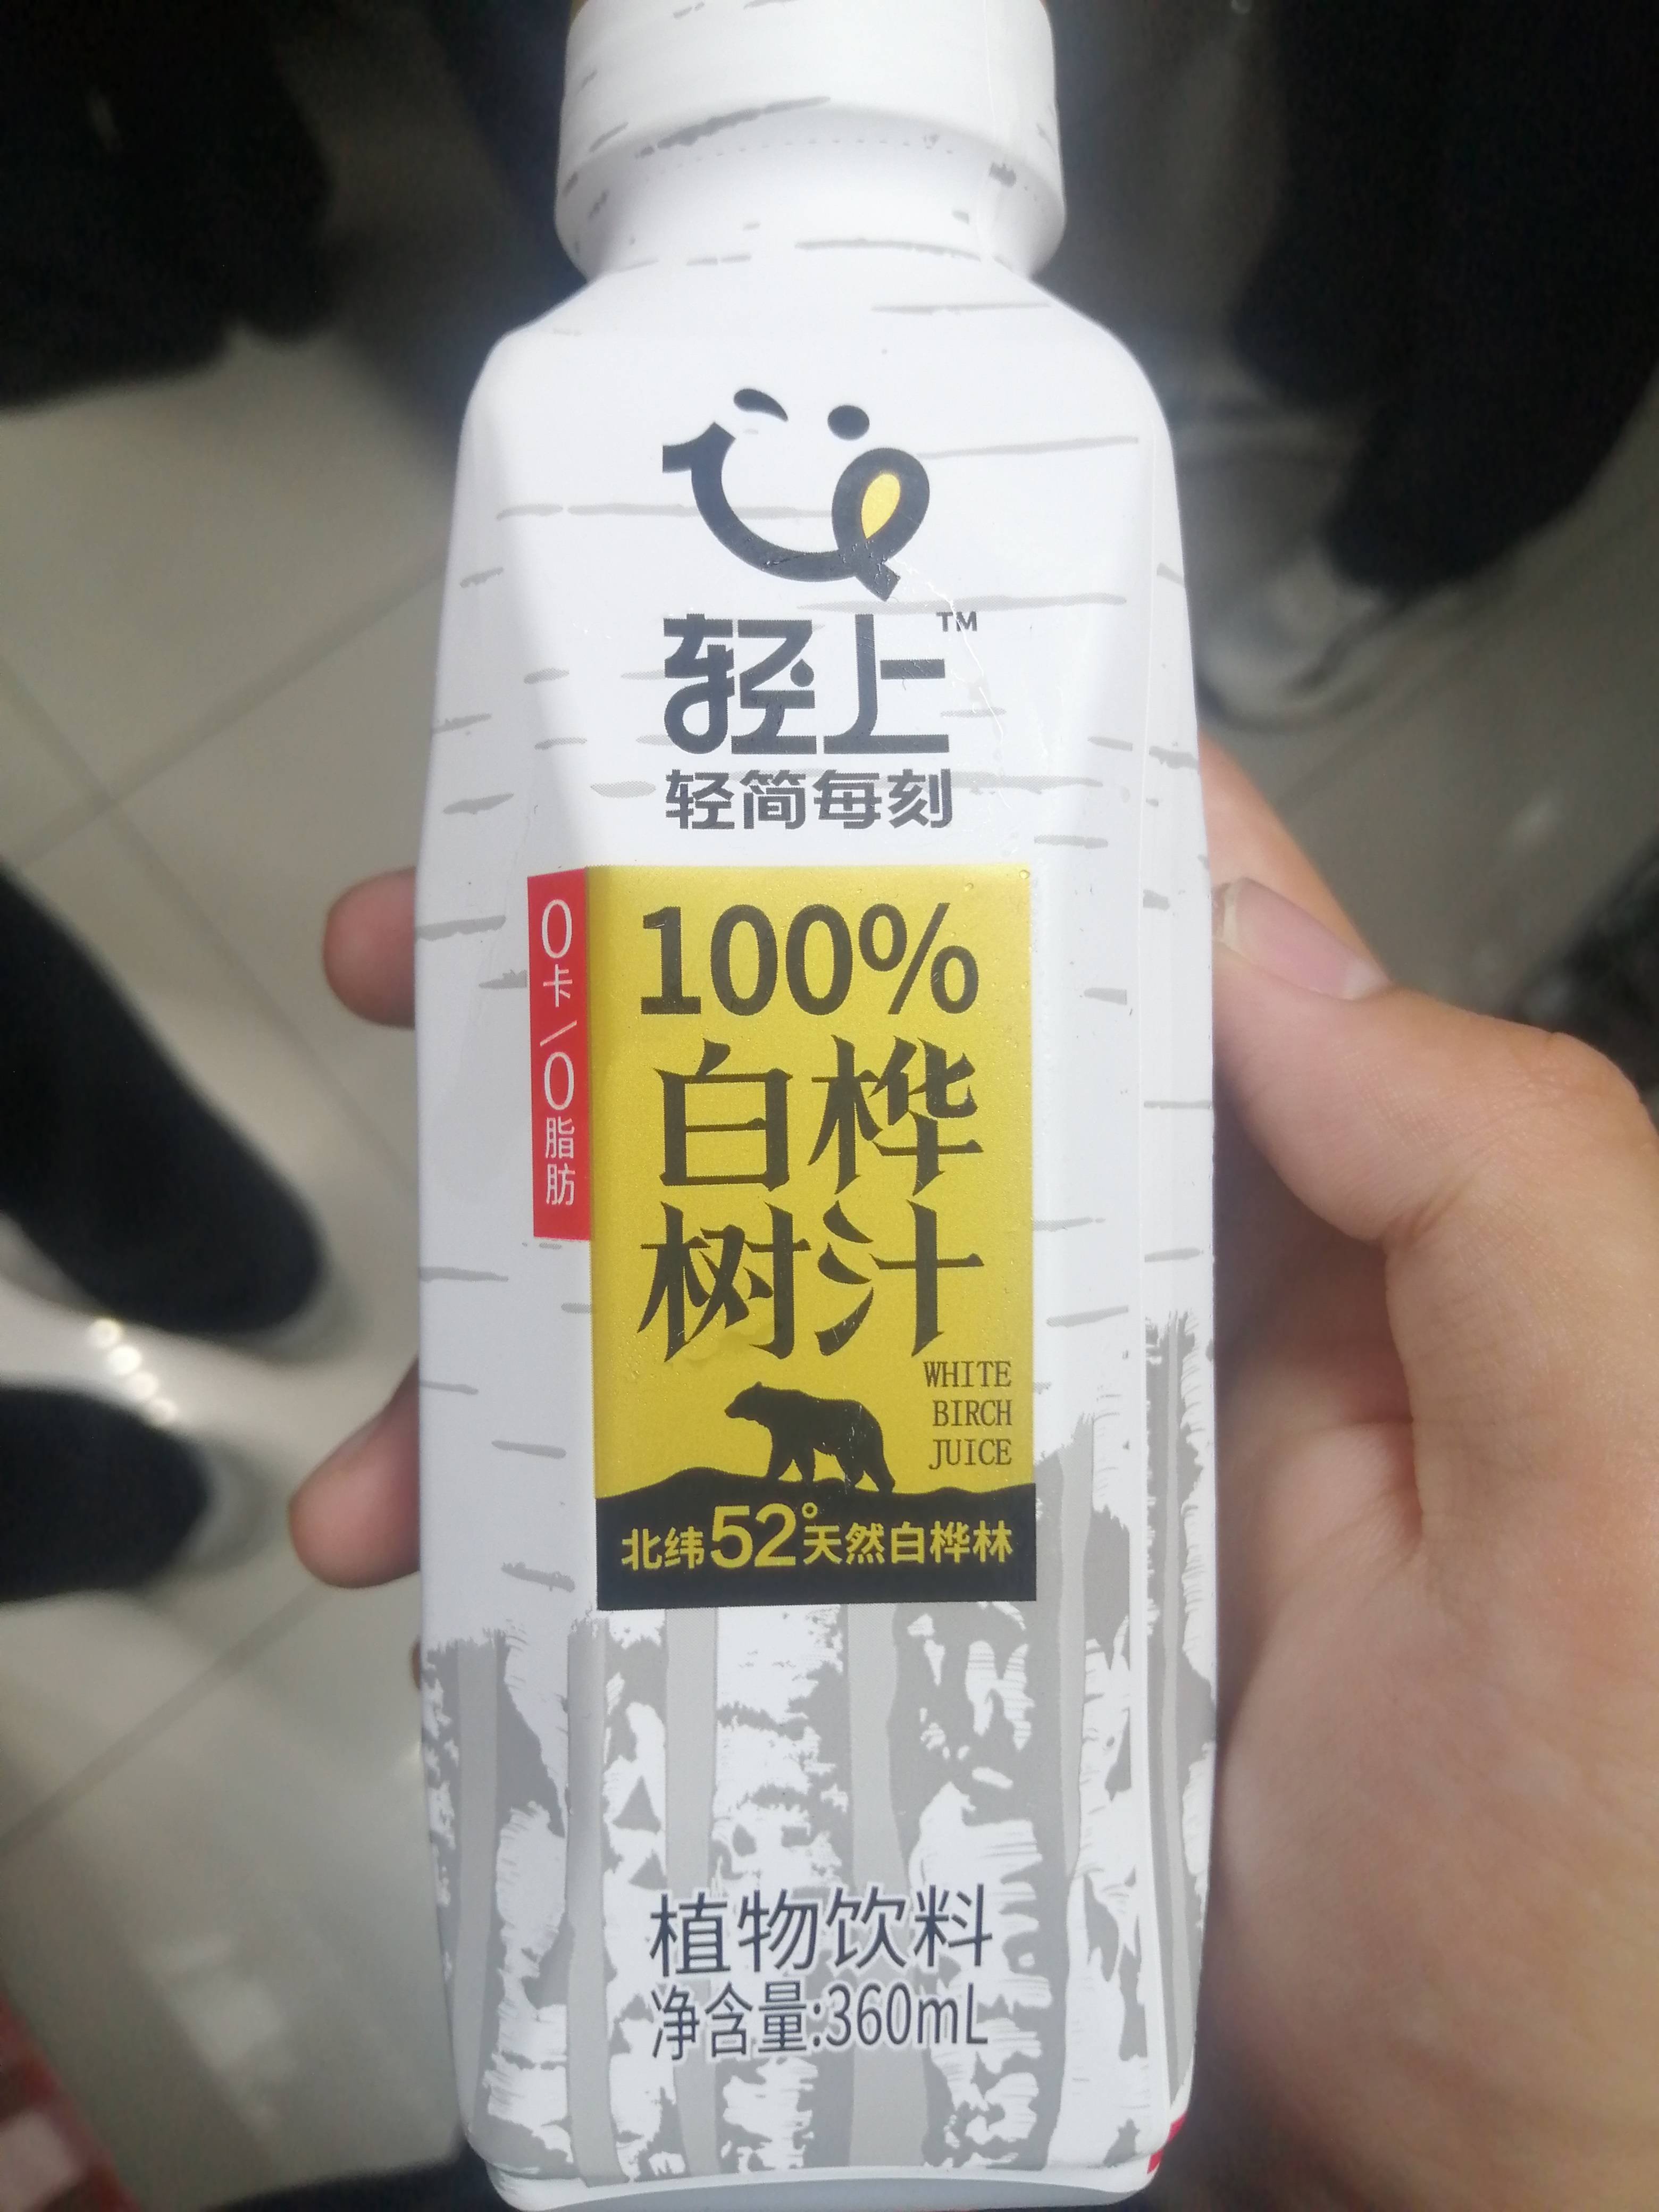 轻上™
轻简每刻
0卡/0脂肪
100%
白桦
树汁
WHITE
BIRCH
JUICE
北纬52°天然白桦林
植物饮料
净含量:360mL